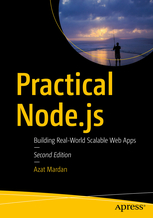 Practical
Node.js
Building Real-World Scalable Web Apps
—
Second Edition
—
Azat Mardan
Apress®